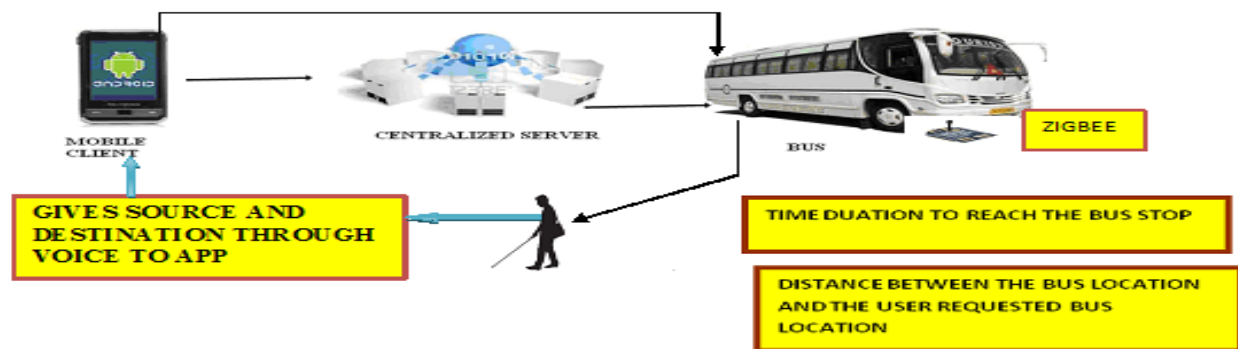 ANDROID
MOBILE
CLIENT
CENTRALIZED SERVER
BUS
ZIGBEE
GIVES SOURCE AND
DESTINATION THROUGH
VOICE TO APP
TIME DUATION TO REACH THE BUS STOP
DISTANCE BETWEEN THE BUS LOCATION
AND THE USER REQUESTED BUS
LOCATION